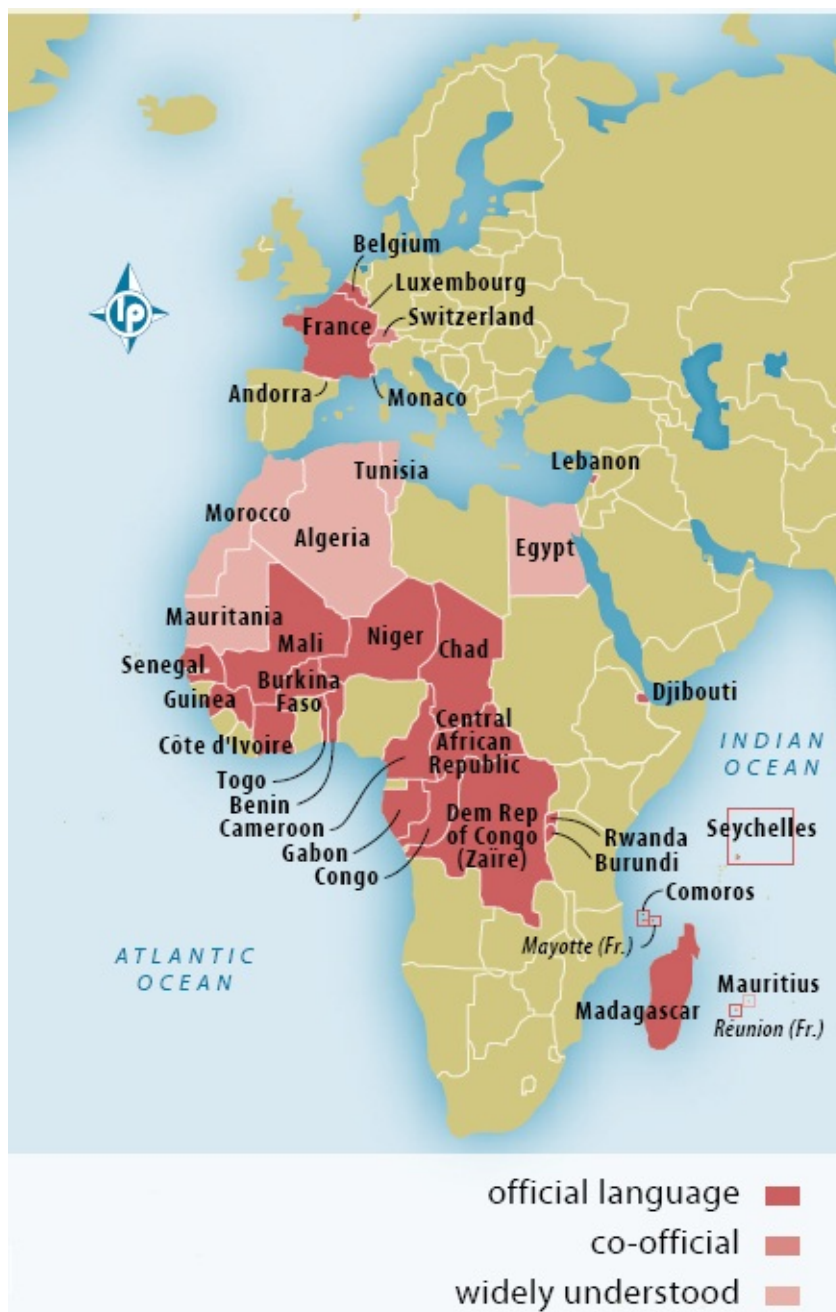 Belgium
Luxembourg
France
Switzerland
Andorra
Monaco
Tunisia
Lebanon
Morocco
Algeria
Egypt
Mauritania
Mali
Niger
Chad
Senegal
Burkina
Faso
Guinea
Djibouti
Côte d'Ivoire
Central
African
Republic
INDIAN
OCEAN
Togo
Benin
Cameroon
Gabon
Congo
Dem Rep
of Congo
(Zaïre)
Rwanda
Burundi
Seychelles
Comoros
Mayotte (Fr.)
ATLANTIC
OCEAN
Madagascar
Mauritius
Réunion (Fr.)
lp
official language
co-official
widely understood